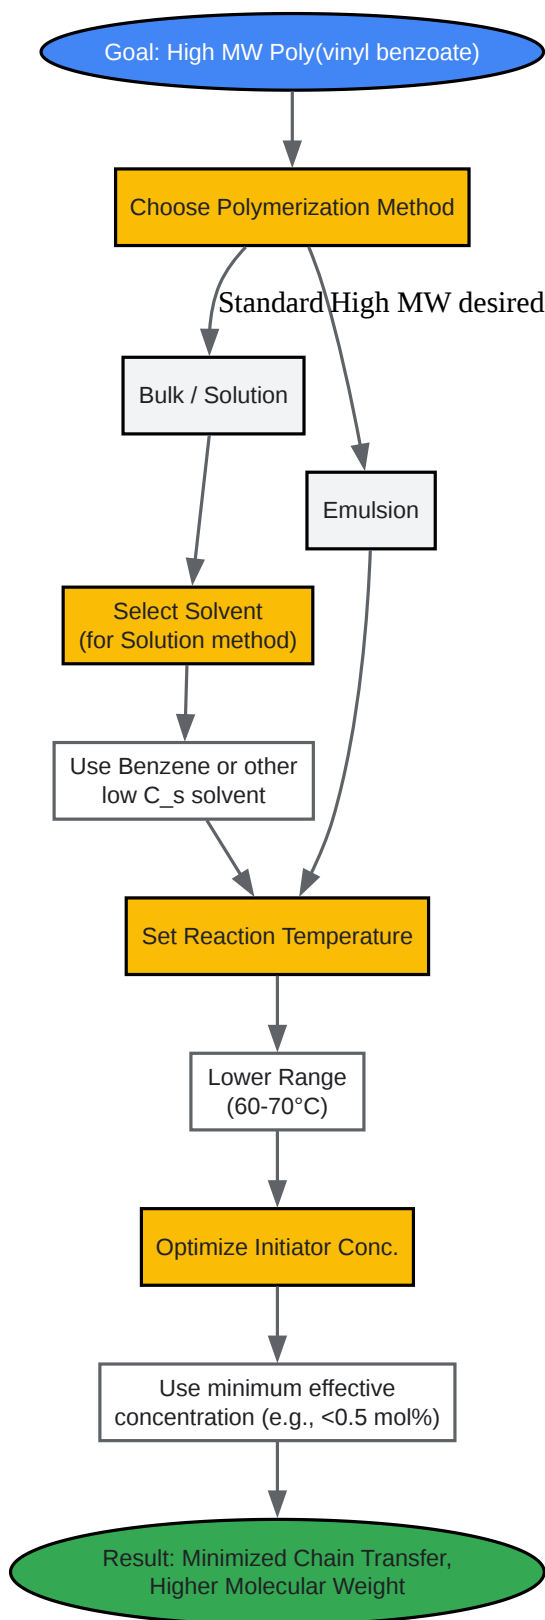 Goal: High MW Poly(vinyl benzoate)
Choose Polymerization Method
Standard
High MW desired
Bulk / Solution
Emulsion
Select Solvent
(for Solution method)
Use Benzene or other
low C_s solvent
Set Reaction Temperature
Lower Range
(60-70°C)
Optimize Initiator Conc.
Use minimum effective
concentration (e.g., <0.5 mol%)
Result: Minimized Chain Transfer,
Higher Molecular Weight